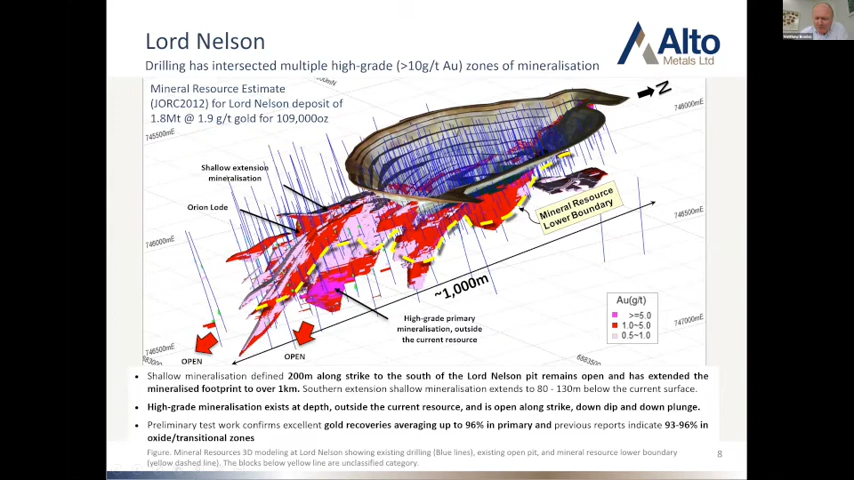 Lord Nelson
Drilling has intersected multiple high-grade (>10g/t Au) zones of mineralisation
Alto
Metals Ltd
Mineral Resource Estimate
(JORC2012) for Lord Nelson deposit of
1.8Mt @ 1.9 g/t gold for 109,000oz
N
745500mE
746000mE
Shallow extension
mineralisation
Orion Lode
Mineral Resource
Lower Boundary
746500mE
746000mE
~1,000m
Au(g/t)
>=5.0
1.0~5.0
0.5~1.0
High-grade primary
mineralisation, outside
the current resource
747000mE
746500mE
OPEN
OPEN
• Shallow mineralisation defined 200m along strike to the south of the Lord Nelson pit remains open and has extended the
mineralised footprint to over 1km. Southern extension shallow mineralisation extends to 80 - 130m below the current surface.
• High-grade mineralisation exists at depth, outside the current resource, and is open along strike, down dip and down plunge.
• Preliminary test work confirms excellent gold recoveries averaging up to 96% in primary and previous reports indicate 93-96% in
oxide/transitional zones
Figure. Mineral Resources 3D modeling at Lord Nelson showing existing drilling (Blue lines), existing open pit, and mineral resource lower boundary
(yellow dashed line). The blocks below yellow line are unclassified category.
8